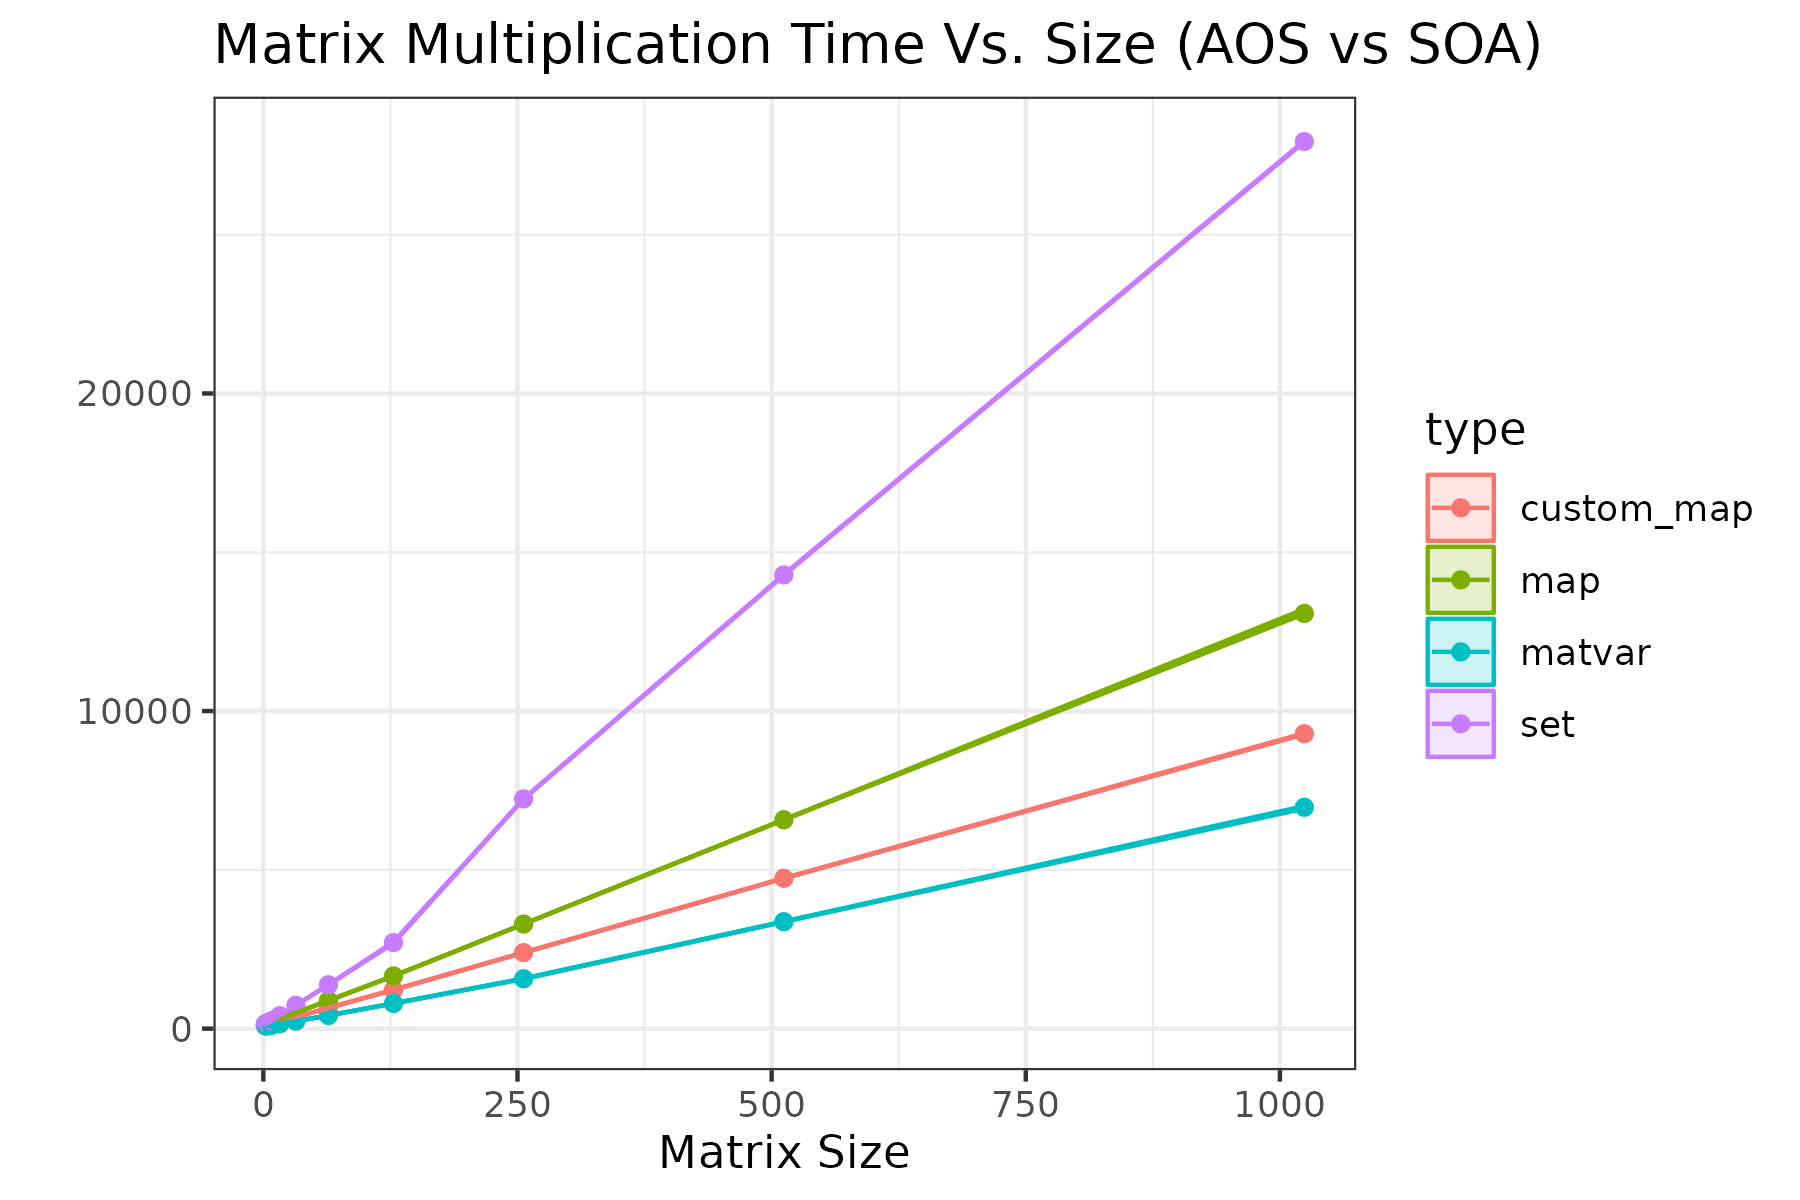 Matrix Multiplication Time Vs. Size (AOS vs SOA)
20000
10000
0
0 250 500 750 1000
Matrix Size
type
custom_map
map
matvar
set